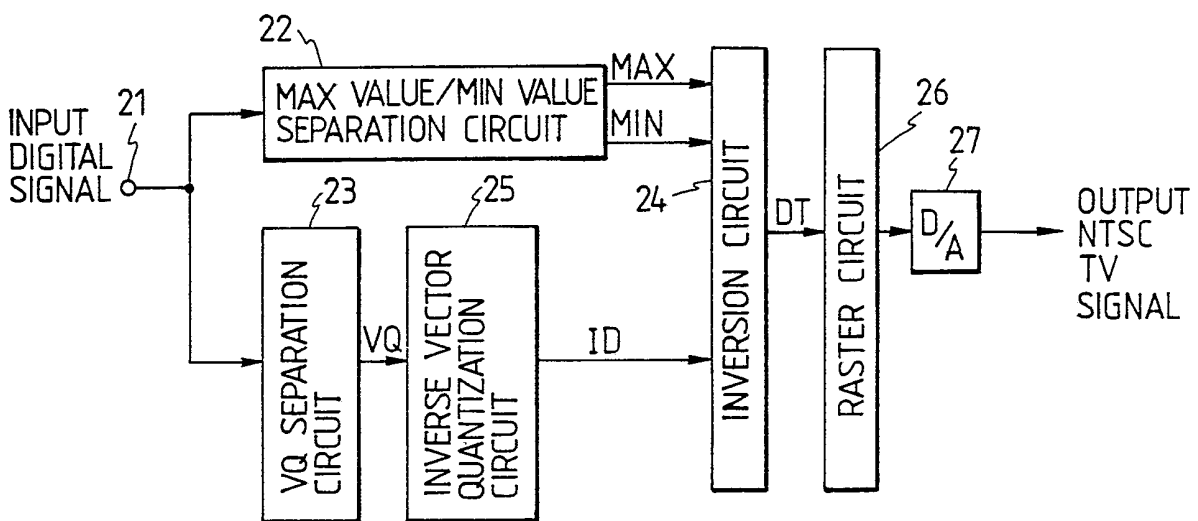 22
MAX VALUE/MIN VALUE
SEPARATION CIRCUIT
MAX
MIN
21
INPUT
DIGITAL
SIGNAL
23
VQ SEPARATION
CIRCUIT
VQ
25
INVERSE VECTOR
QUANTIZATION
CIRCUIT
ID
24
INVERSION CIRCUIT
DT
26
RASTER CIRCUIT
27
D/A
OUTPUT
NTSC
TV
SIGNAL